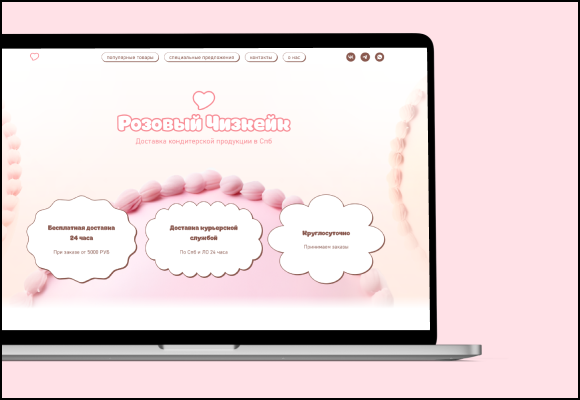 популярные товары
специальные предложения
контакты
о нас
Розовый Чизкейк
Доставка кондитерской продукции в Спб
Бесплатная доставка
24 часа
При заказе от 5000 РУБ
Доставка курьерской
службой
По Спб и ЛО 24 часа
Круглосуточно
Принимаем заказы